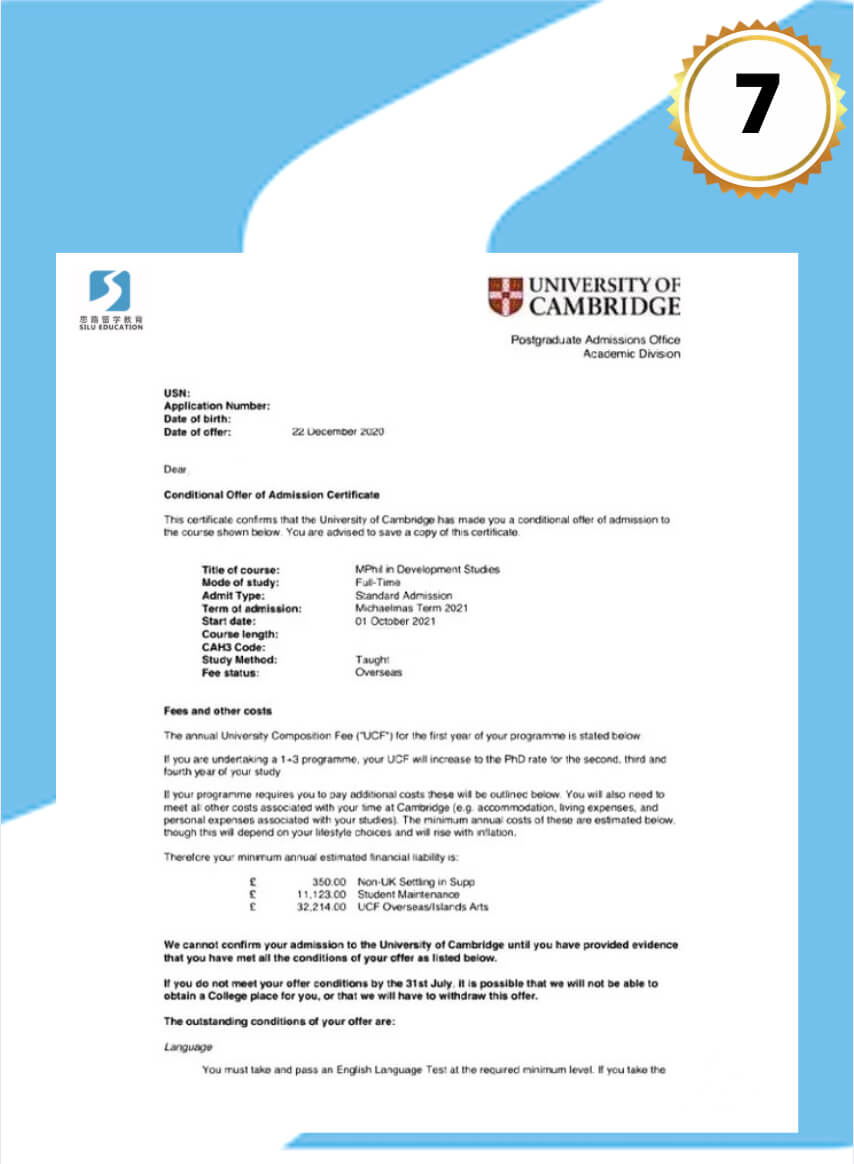 7
思路留学教育
SILU EDUCATION
UNIVERSITY OF
CAMBRIDGE
Postgraduate Admissions Office
Academic Division
USN:
Application Number:
Date of birth:
Date of offer: 22 December 2020
Dear
Conditional Offer of Admission Certificate
This certificate confirms that the University of Cambridge has made you a conditional offer of admission to
the course shown below. You are advised to save a copy of this certificate.
Title of course: MPhil in Development Studies
Mode of study: Full-Time
Admit Type: Standard Admission
Term of admission: Michaelmas Term 2021
Start date: 01 October 2021
Course length:
CAH3 Code:
Study Method: Taught
Fee status: Overseas
Fees and other costs
The annual University Composition Fee ("UCF") for the first year of your programme is stated below
If you are undertaking a 1+3 programme, your UCF will increase to the PhD rate for the second, third and
fourth year of your study
If your programme requires you to pay additional costs these will be outlined below. You will also need to
meet all other costs associated with your time at Cambridge (e.g. accommodation, living expenses, and
personal expenses associated with your studies). The minimum annual costs of these are estimated below,
though this will depend on your lifestyle choices and will rise with inflation.
Therefore your minimum annual estimated financial liability is:
£ 350.00 Non-UK Settling in Supp
£ 11,123.00 Student Maintenance
£ 32,214.00 UCF Overseas/Islands Arts
We cannot confirm your admission to the University of Cambridge until you have provided evidence
that you have met all the conditions of your offer as listed below.
If you do not meet your offer conditions by the 31st July, it is possible that we will not be able to
obtain a College place for you, or that we will have to withdraw this offer.
The outstanding conditions of your offer are:
Language
You must take and pass an English Language Test at the required minimum level. If you take the